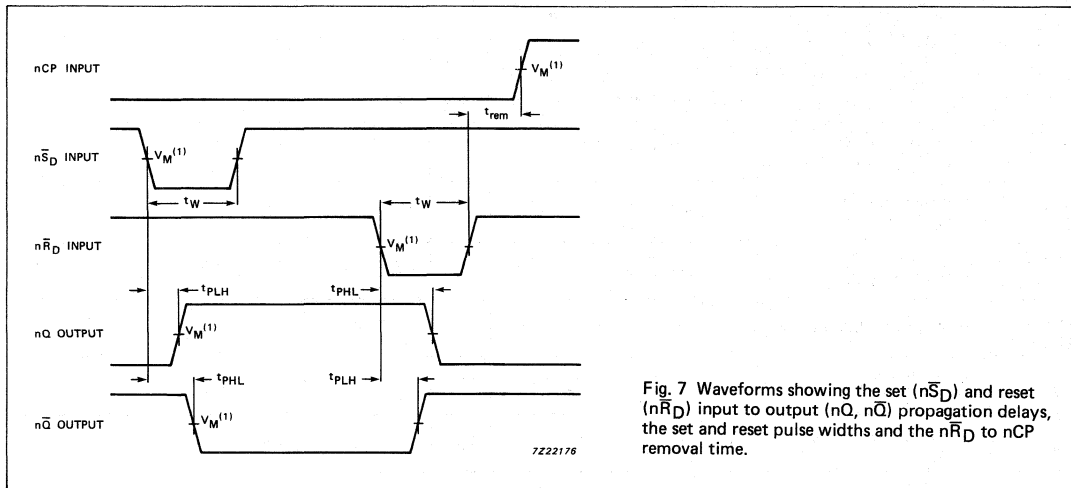 nCP INPUT
V_M(1)
t_rem
nS̅_D INPUT
V_M(1)
t_W
t_W
nR̅_D INPUT
V_M(1)
t_PLH
t_PHL
nQ OUTPUT
V_M(1)
t_PHL
t_PLH
nQ̅ OUTPUT
V_M(1)
7Z22176
Fig. 7 Waveforms showing the set (nS̅_D) and reset
(nR̅_D) input to output (nQ, nQ̅) propagation delays,
the set and reset pulse widths and the nR̅_D to nCP
removal time.